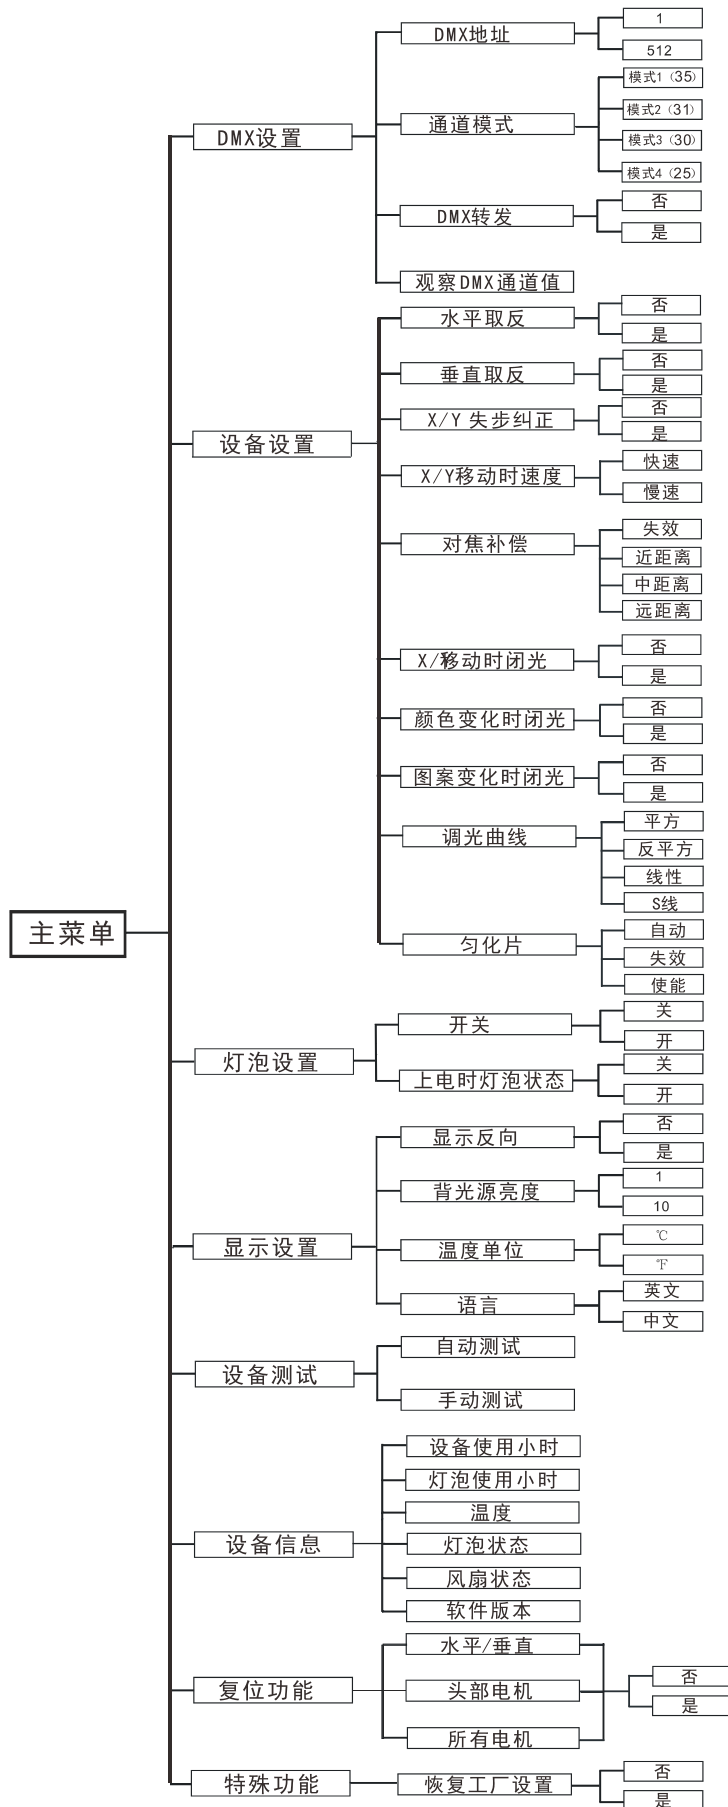 主菜单
DMX设置
DMX地址
1
512
通道模式
模式1（35）
模式2（31）
模式3（30）
模式4（25）
DMX转发
否
是
观察DMX通道值
设备设置
水平取反
否
是
垂直取反
否
是
X/Y 失步纠正
否
是
X/Y移动时速度
快速
慢速
对焦补偿
失效
近距离
中距离
远距离
X/移动时闭光
否
是
颜色变化时闭光
否
是
图案变化时闭光
否
是
调光曲线
平方
反平方
线性
S线
匀化片
自动
失效
使能
灯泡设置
开关
关
开
上电时灯泡状态
关
开
显示设置
显示反向
否
是
背光源亮度
1
10
温度单位
℃
℉
语言
英文
中文
设备测试
自动测试
手动测试
设备信息
设备使用小时
灯泡使用小时
温度
灯泡状态
风扇状态
软件版本
复位功能
水平/垂直
头部电机
所有电机
否
是
特殊功能
恢复工厂设置
否
是